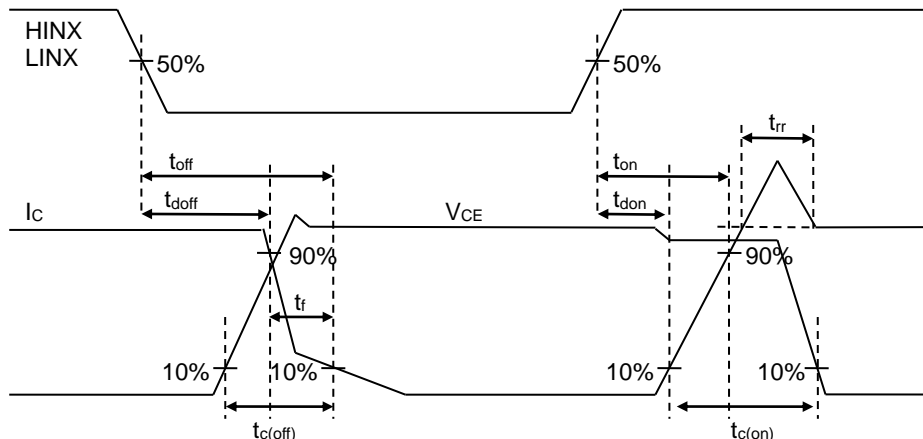 HINX
LINX
50%
50%
trr
toff
ton
tdoff
tdon
IC
VCE
90%
90%
tf
10%
10%
10%
10%
tc(off)
tc(on)